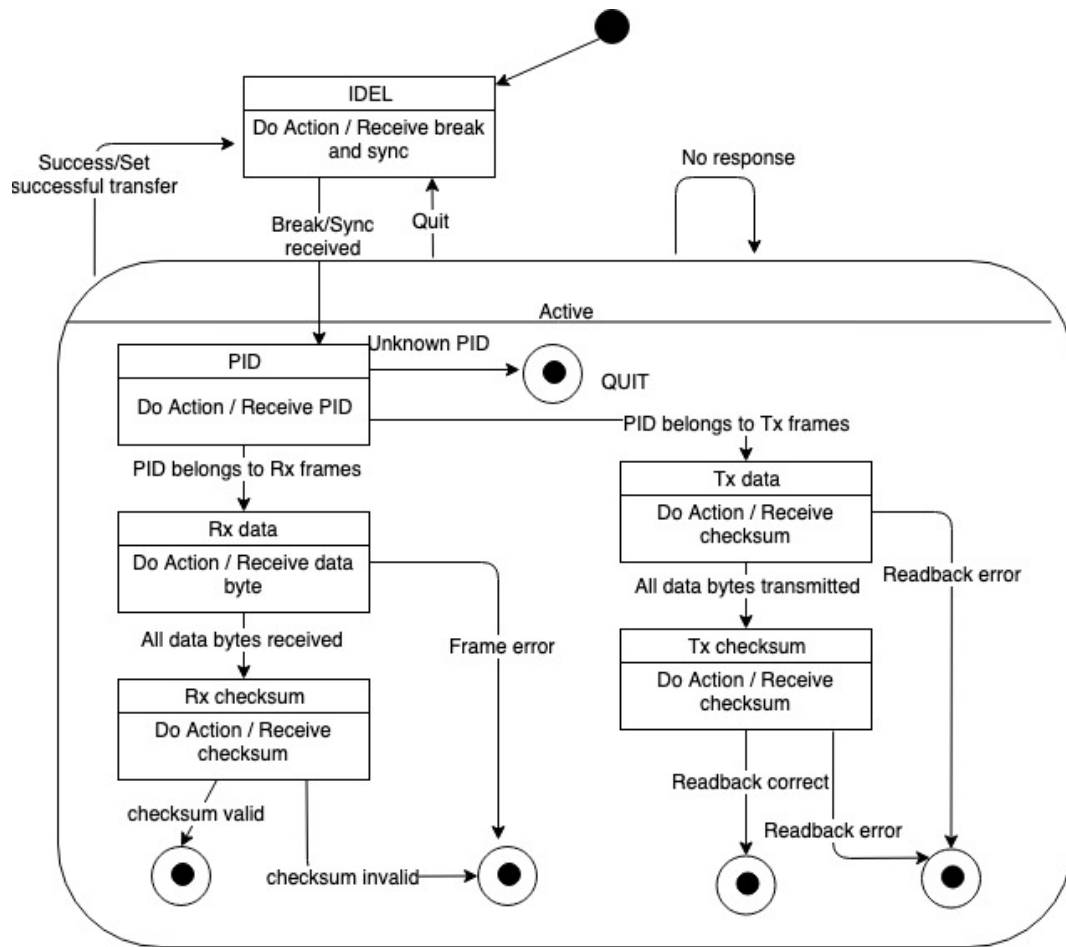 IDEL
Do Action / Receive break
and sync
Success/Set
successful transfer
Break/Sync
received
Quit
No response
Active
PID
Do Action / Receive PID
Unknown PID
QUIT
PID belongs to Tx frames
PID belongs to Rx frames
Tx data
Do Action / Receive
checksum
Rx data
Do Action / Receive data
byte
Readback error
All data bytes transmitted
All data bytes received
Frame error
Tx checksum
Do Action / Receive
checksum
Rx checksum
Do Action / Receive
checksum
Readback correct
checksum valid
Readback error
checksum invalid